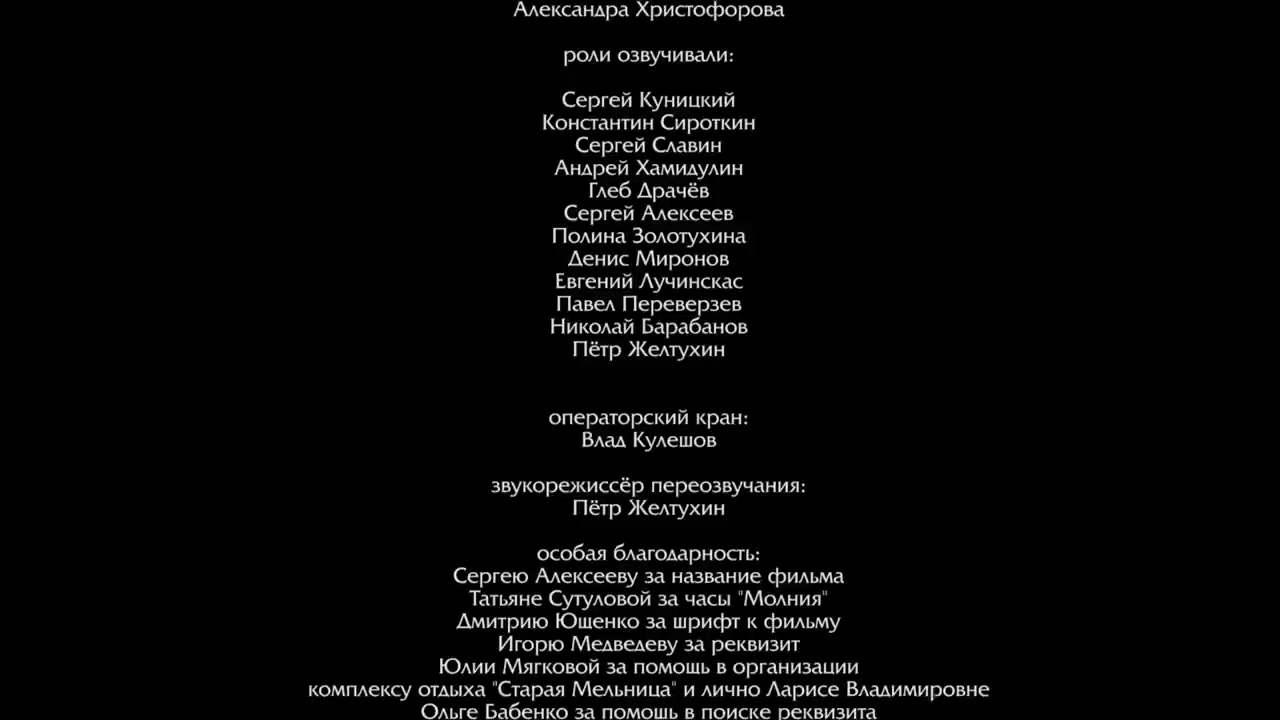 Александра Христофорова
роли озвучивали:
Сергей Куницкий
Константин Сироткин
Сергей Славин
Андрей Хамидулин
Глеб Драчёв
Сергей Алексеев
Полина Золотухина
Денис Миронов
Евгений Лучинскас
Павел Переверзев
Николай Барабанов
Пётр Желтухин
операторский кран:
Влад Кулешов
звукорежиссёр переозвучания:
Пётр Желтухин
особая благодарность:
Сергею Алексееву за название фильма
Татьяне Сутуловой за часы "Молния"
Дмитрию Ющенко за шрифт к фильму
Игорю Медведеву за реквизит
Юлии Мягковой за помощь в организации
комплексу отдыха "Старая Мельница" и лично Ларисе Владимировне
Ольге Бабенко за помощь в поиске реквизита